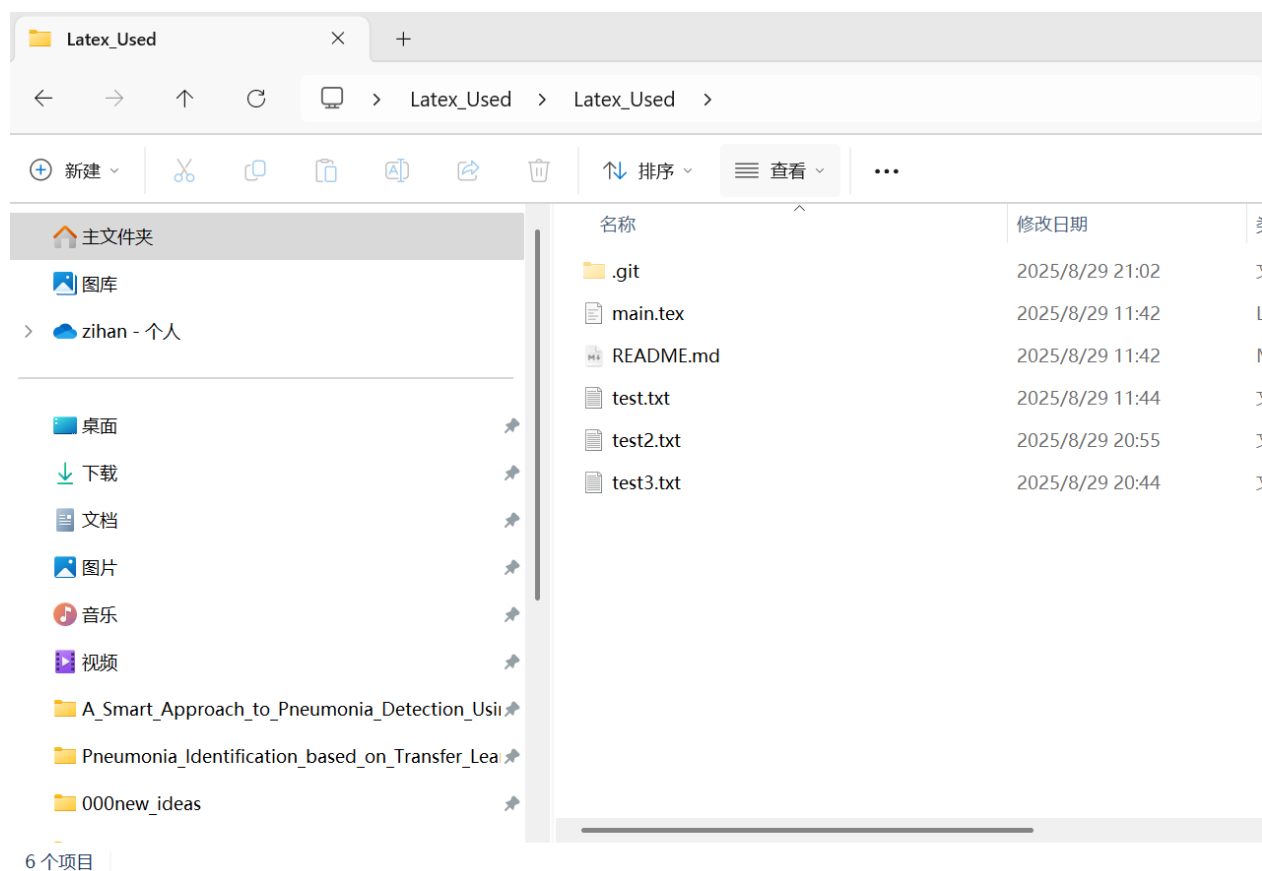 Latex_Used
Latex_Used Latex_Used
新建 排序 查看
名称 修改日期
主文件夹
图库
zihan - 个人
桌面
下载
文档
图片
音乐
视频
A_Smart_Approach_to_Pneumonia_Detection_Usi
Pneumonia_Identification_based_on_Transfer_Lea
000new_ideas
.git 2025/8/29 21:02
main.tex 2025/8/29 11:42
README.md 2025/8/29 11:42
test.txt 2025/8/29 11:44
test2.txt 2025/8/29 20:55
test3.txt 2025/8/29 20:44
6 个项目